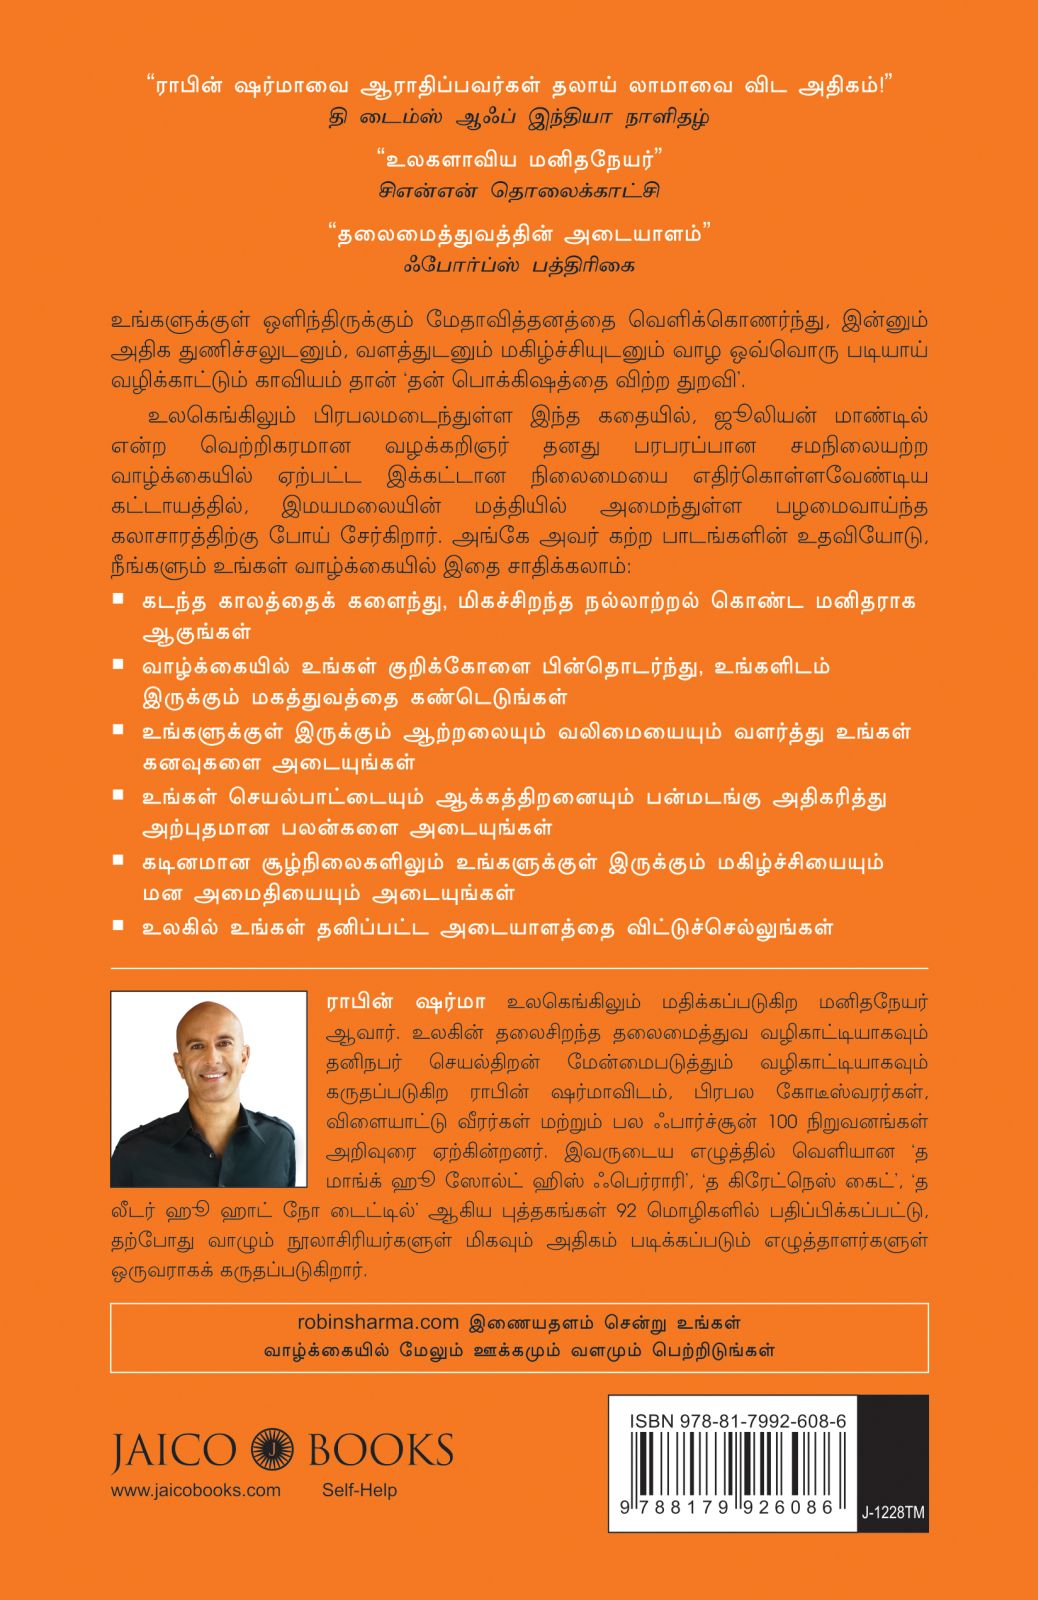 “ராபின் ஷர்மாவை ஆராதிப்பவர்கள் தலாய் லாமாவை விட அதிகம்!”
தி டைம்ஸ் ஆஃப் இந்தியா நாளிதழ்
“உலகளாவிய மனிதநேயர்”
சிஎன்என் தொலைக்காட்சி
“தலைமைத்துவத்தின் அடையாளம்”
ஃபோர்ப்ஸ் பத்திரிகை
உங்களுக்குள் ஒளிந்திருக்கும் மேதாவித்தனத்தை வெளிக்கொணர்ந்து, இன்னும்
அதிக துணிச்சலுடனும், வளத்துடனும் மகிழ்ச்சியுடனும் வாழ ஒவ்வொரு படியாய்
வழிக்காட்டும் காவியம் தான் ‘தன் பொக்கிஷத்தை விற்ற துறவி’.
உலகெங்கிலும் பிரபலமடைந்துள்ள இந்த கதையில், ஜூலியன் மாண்டில்
என்ற வெற்றிகரமான வழக்கறிஞர் தனது பரபரப்பான சமநிலையற்ற
வாழ்க்கையில் ஏற்பட்ட இக்கட்டான நிலைமையை எதிர்கொள்ளவேண்டிய
கட்டாயத்தில், இமயமலையின் மத்தியில் அமைந்துள்ள பழமைவாய்ந்த
கலாசாரத்திற்கு போய் சேர்கிறார். அங்கே அவர் கற்ற பாடங்களின் உதவியோடு,
நீங்களும் உங்கள் வாழ்க்கையில் இதை சாதிக்கலாம்:
■ கடந்த காலத்தைக் களைந்து, மிகச்சிறந்த நல்லாற்றல் கொண்ட மனிதராக
ஆகுங்கள்
■ வாழ்க்கையில் உங்கள் குறிக்கோளை பின்தொடர்ந்து, உங்களிடம்
இருக்கும் மகத்துவத்தை கண்டெடுங்கள்
■ உங்களுக்குள் இருக்கும் ஆற்றலையும் வலிமையையும் வளர்த்து உங்கள்
கனவுகளை அடையுங்கள்
■ உங்கள் செயல்பாட்டையும் ஆக்கத்திறனையும் பன்மடங்கு அதிகரித்து
அற்புதமான பலன்களை அடையுங்கள்
■ கடினமான சூழ்நிலைகளிலும் உங்களுக்குள் இருக்கும் மகிழ்ச்சியையும்
மன அமைதியையும் அடையுங்கள்
■ உலகில் உங்கள் தனிப்பட்ட அடையாளத்தை விட்டுச்செல்லுங்கள்
ராபின் ஷர்மா உலகெங்கிலும் மதிக்கப்படுகிற மனிதநேயர்
ஆவார். உலகின் தலைசிறந்த தலைமைத்துவ வழிகாட்டியாகவும்
தனிநபர் செயல்திறன் மேன்மைபடுத்தும் வழிகாட்டியாகவும்
கருதப்படுகிற ராபின் ஷர்மாவிடம், பிரபல கோடீஸ்வரர்கள்,
விளையாட்டு வீரர்கள் மற்றும் பல ஃபார்ச்சூன் 100 நிறுவனங்கள்
அறிவுரை ஏற்கின்றனர். இவருடைய எழுத்தில் வெளியான ‘த
மாங்க் ஹூ ஸோல்ட் ஹிஸ் ஃபெர்ராரி’, ‘த கிரேட்னெஸ் கைட்’, ‘த
லீடர் ஹூ ஹாட் நோ டைட்டில்’ ஆகிய புத்தகங்கள் 92 மொழிகளில் பதிப்பிக்கப்பட்டு,
தற்போது வாழும் நூலாசிரியர்களுள் மிகவும் அதிகம் படிக்கப்படும் எழுத்தாளர்களுள்
ஒருவராகக் கருதப்படுகிறார்.
robinsharma.com இணையதளம் சென்று உங்கள்
வாழ்க்கையில் மேலும் ஊக்கமும் வளமும் பெற்றிடுங்கள்
JAICO J BOOKS
www.jaicobooks.com Self-Help
ISBN 978-81-7992-608-6
9 788179 926086
J-1228TM